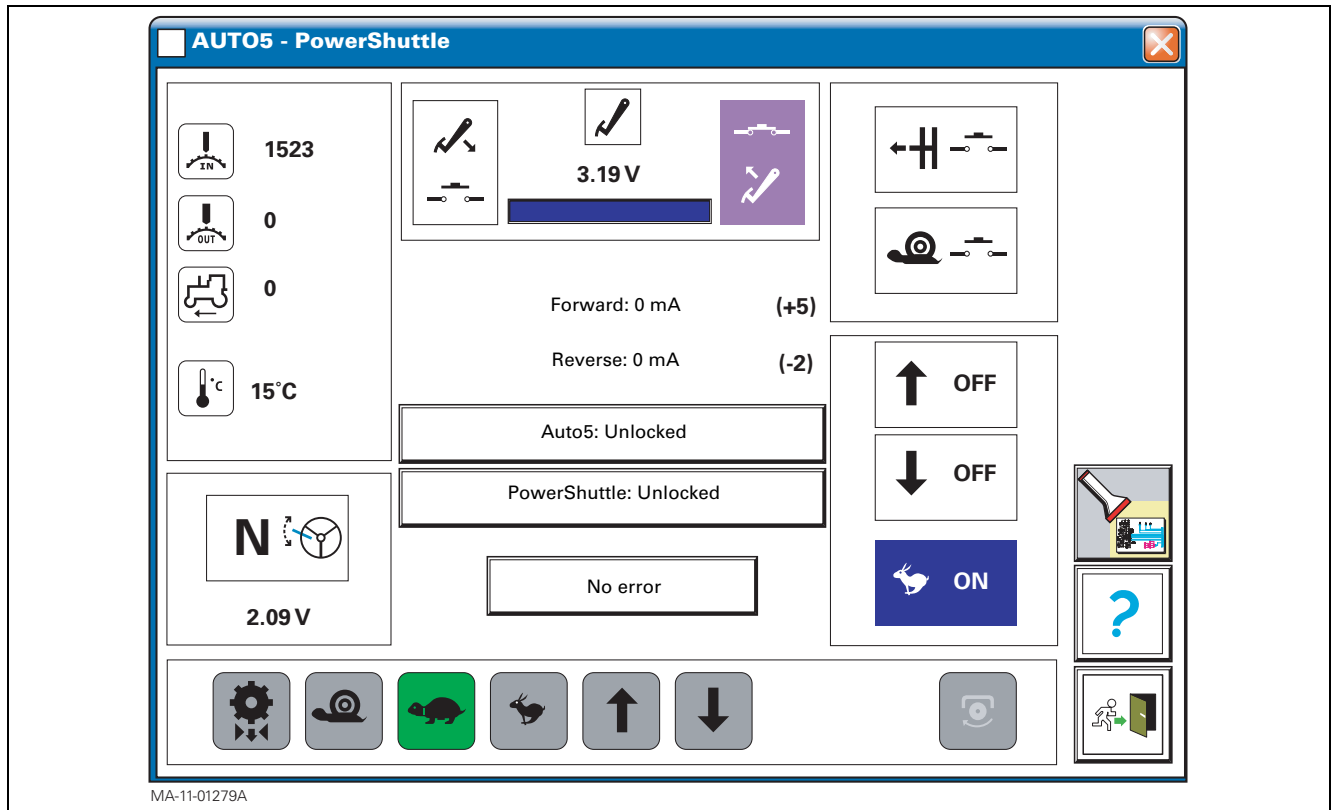 AUTO5 - PowerShuttle
IN
1523
OUT
0
0
°C
15°C
3.19 V
Forward: 0 mA
(+5)
Reverse: 0 mA
(-2)
Auto5: Unlocked
PowerShuttle: Unlocked
No error
N
2.09 V
OFF
OFF
ON
?
MA-11-01279A